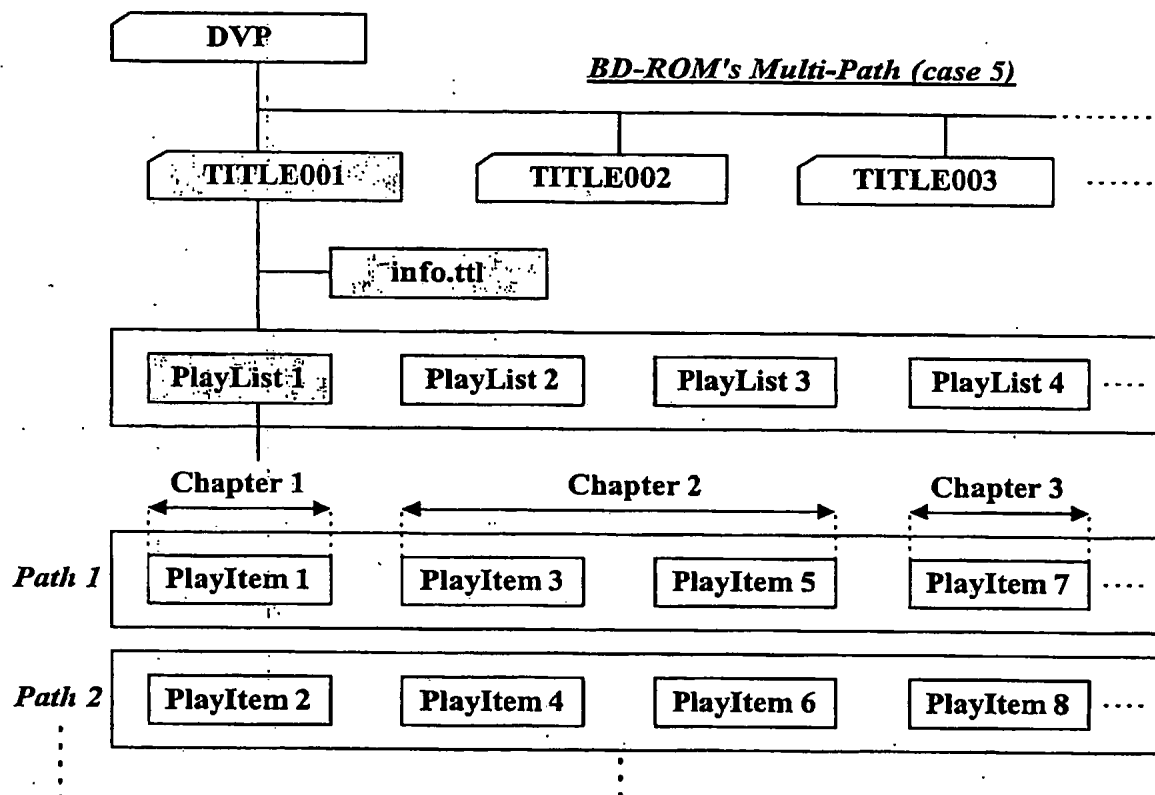 DVP
BD-ROM's Multi-Path (case 5)
TITLE001 TITLE002 TITLE003
info.ttl
PlayList 1 PlayList 2 PlayList 3 PlayList 4
Chapter 1 Chapter 2 Chapter 3
Path 1 PlayItem 1 PlayItem 3 PlayItem 5 PlayItem 7
Path 2 PlayItem 2 PlayItem 4 PlayItem 6 PlayItem 8